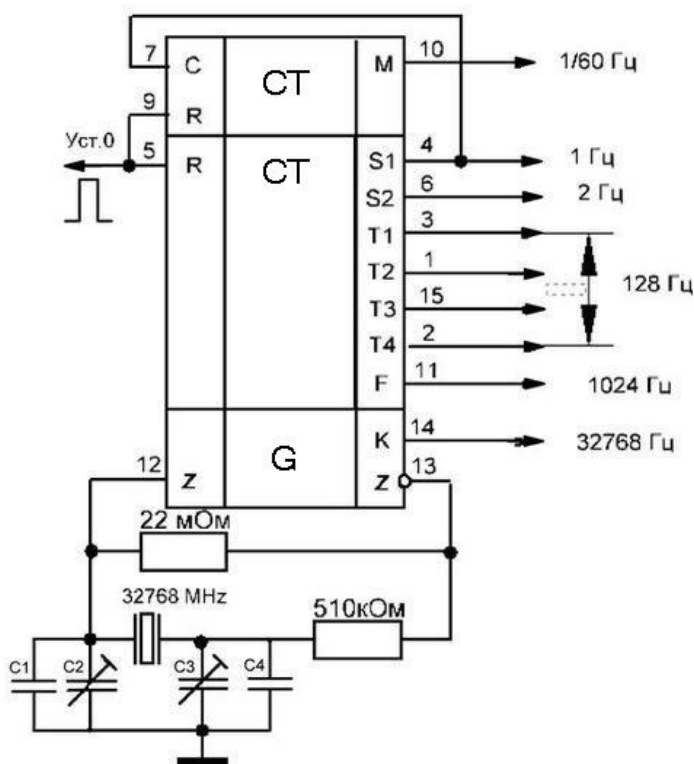 7 C CT M 10 1/60 Гц
9 R
Уст.0
5 R CT S1 4 1 Гц
S2 6 2 Гц
T1 3
T2 1 128 Гц
T3 15
T4 2
F 11 1024 Гц
K 14 32768 Гц
12 Z G Z 13
22 мОм
32768 MHz 510кОм
C1 C2 C3 C4